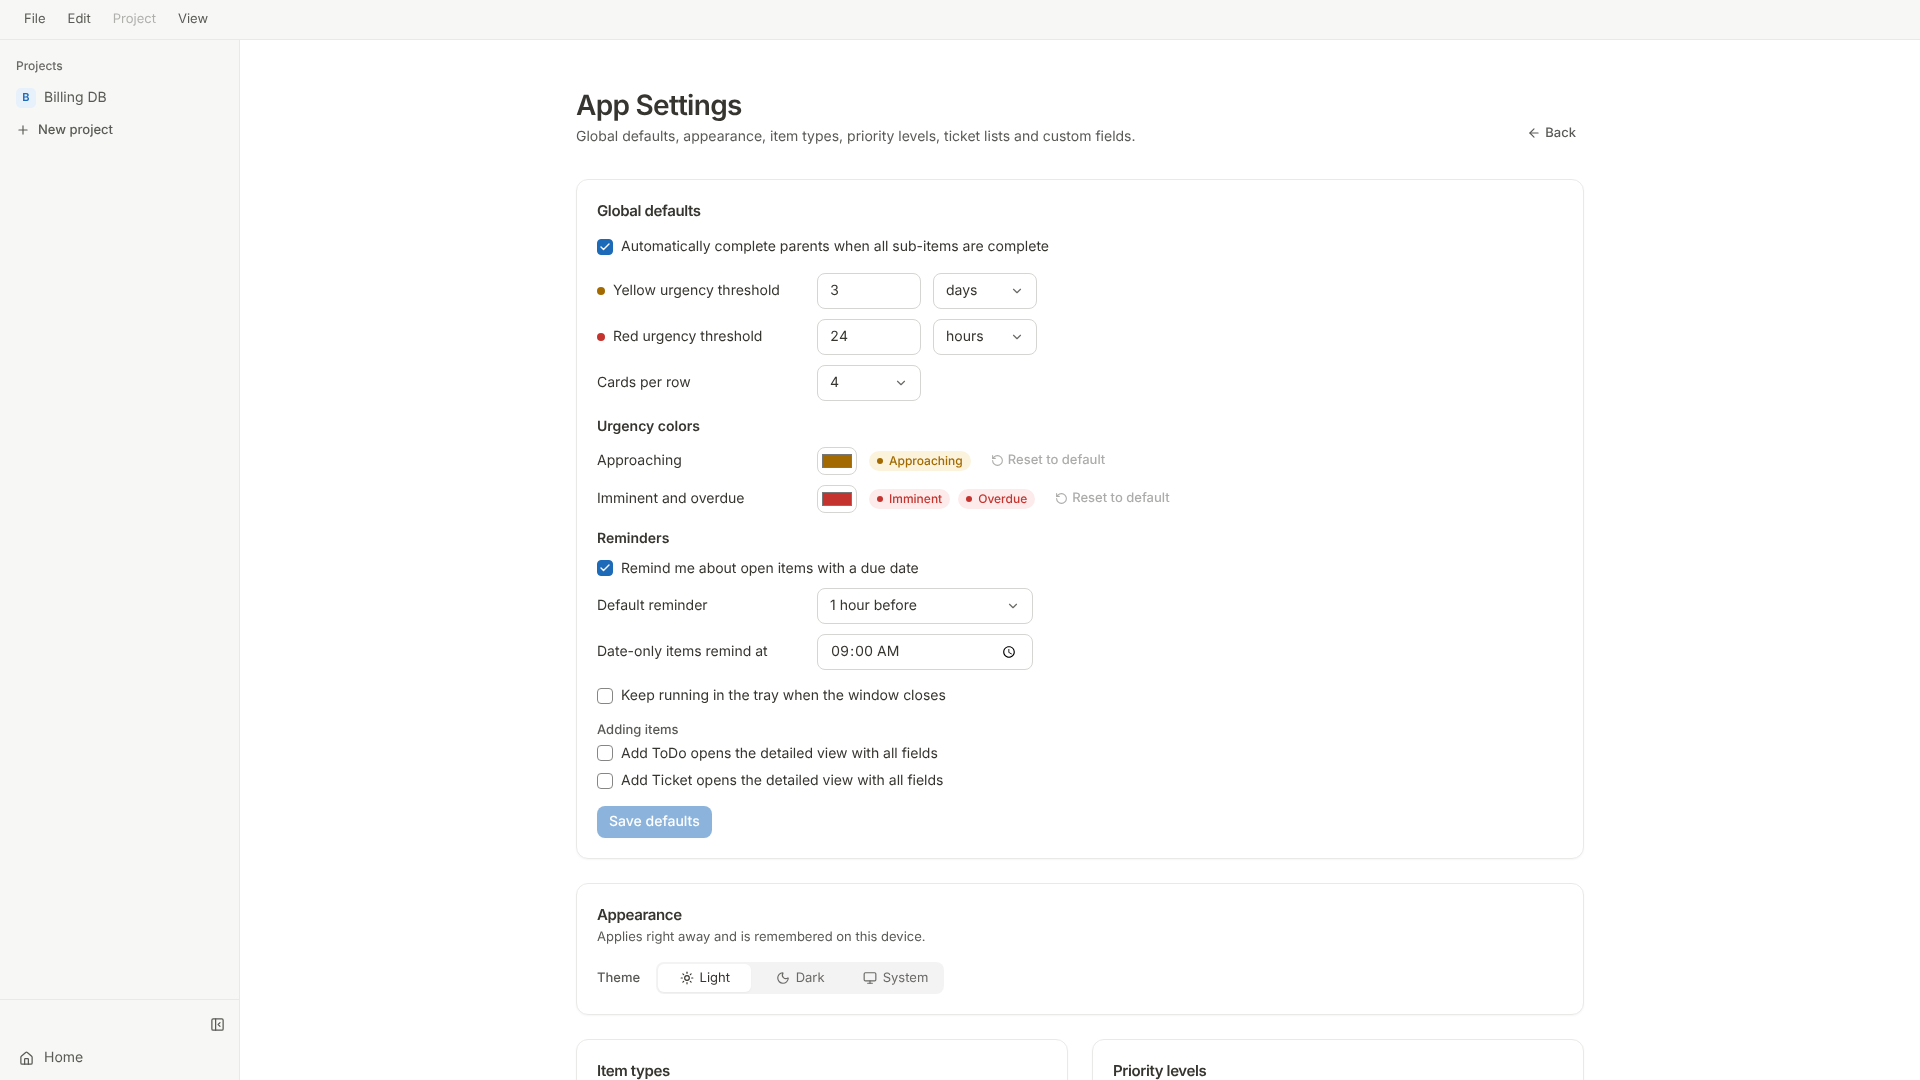 File Edit Project View
Projects
B Billing DB
New project
App Settings
Global defaults, appearance, item types, priority levels, ticket lists and custom fields.
Back
Global defaults
Automatically complete parents when all sub-items are complete
Yellow urgency threshold 3 days
Red urgency threshold 24 hours
Cards per row 4
Urgency colors
Approaching Approaching Reset to default
Imminent and overdue Imminent Overdue Reset to default
Reminders
Remind me about open items with a due date
Default reminder 1 hour before
Date-only items remind at 09:00 AM
Keep running in the tray when the window closes
Adding items
Add ToDo opens the detailed view with all fields
Add Ticket opens the detailed view with all fields
Save defaults
Appearance
Applies right away and is remembered on this device.
Theme Light Dark System
Item types
Priority levels
Home